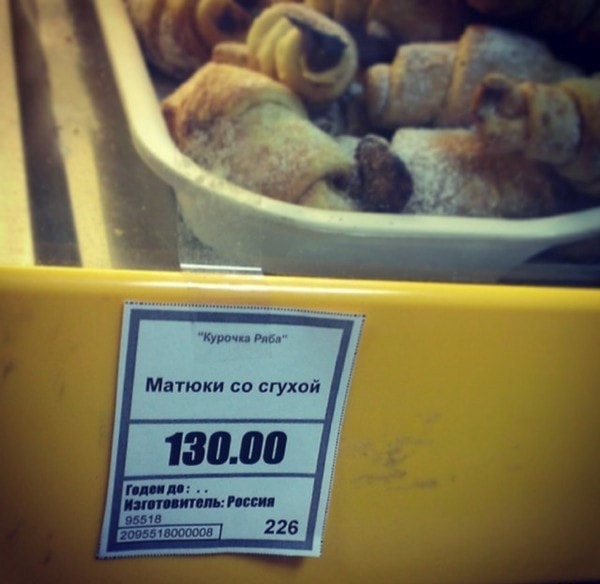 "Курочка Ряба"
Матюки со сгухой
130.00
Годен до: . .
Изготовитель: Россия
95518
2095518000008
226